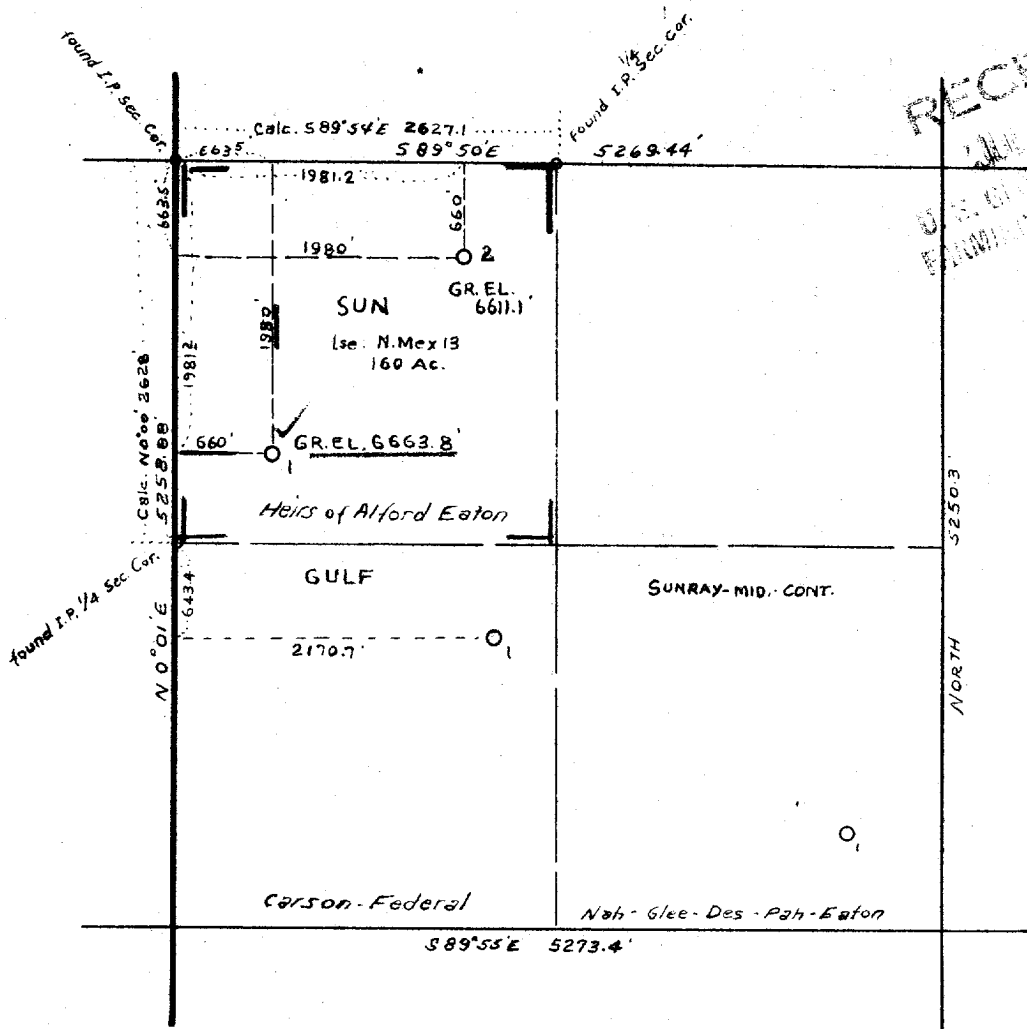 found I.P. Sec. Cor.
found I.P. 1/4 Sec. Cor.
Calc. S89°54'E 2627.1
S 89°50'E 5269.44'
663.5
1981.2
663.5'
660'
1980'
2
GR. EL.
6611.1'
SUN
1980'
lse: N.Mex 13
160 Ac.
1981.2
Calc. N0°00' 2628'
5258.88
660'
GR. EL. 6663.8'
1
5250.3'
Heirs of Alford Eaton
found I.P. 1/4 Sec. Cor.
GULF
SUNRAY-MID. CONT.
643.4
2170.7'
1
N 0°01'E
NORTH
1
Carson-Federal
Nah-Glee-Des-Pah-Eaton
S 89°55'E 5273.4'